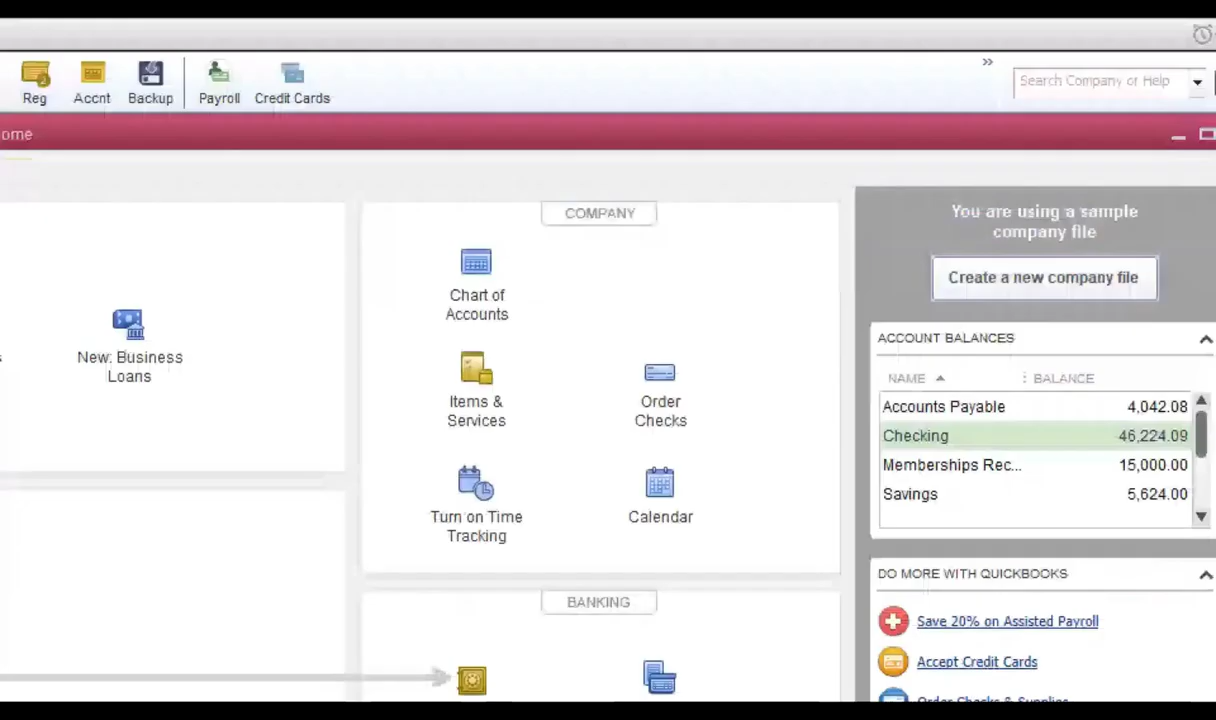 Reg Accnt Backup Payroll Credit Cards
»
Search Company or Help
ome
COMPANY
Chart of
Accounts
Items &
Services
Order
Checks
Turn on Time
Tracking
Calendar
New: Business
Loans
BANKING
You are using a sample
company file
Create a new company file
ACCOUNT BALANCES
NAME BALANCE
Accounts Payable 4,042.08
Checking 46,224.09
Memberships Rec... 15,000.00
Savings 5,624.00
DO MORE WITH QUICKBOOKS
Save 20% on Assisted Payroll
Accept Credit Cards
Order Checks & Supplies